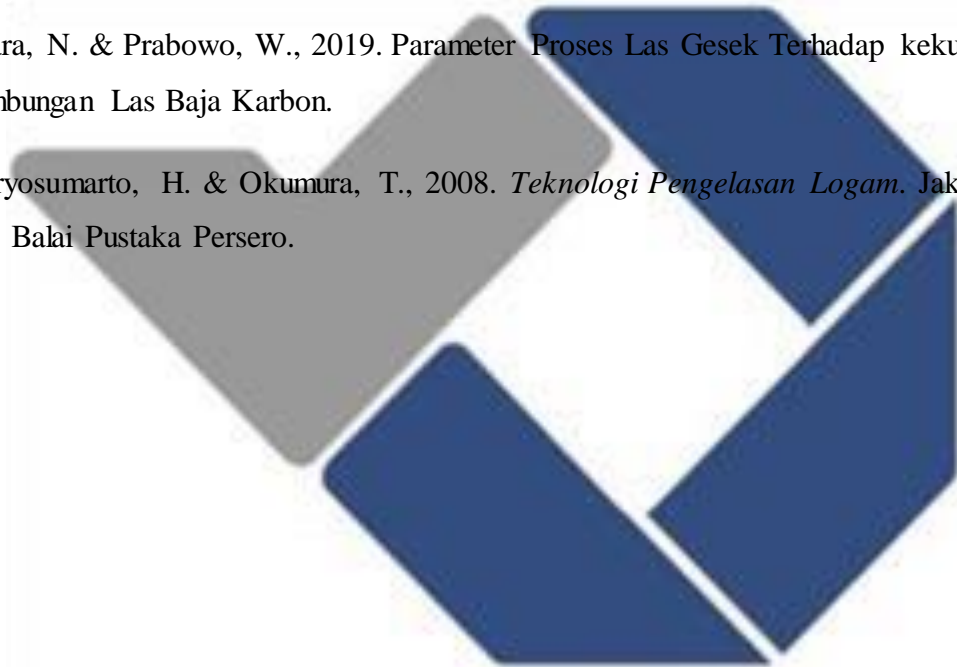 ara, N. & Prabowo, W., 2019. Parameter Proses Las Gesek Terhadap keku
nbungan Las Baja Karbon.
ryosumarto, H. & Okumura, T., 2008. Teknologi Pengelasan Logam. Jak
Balai Pustaka Persero.